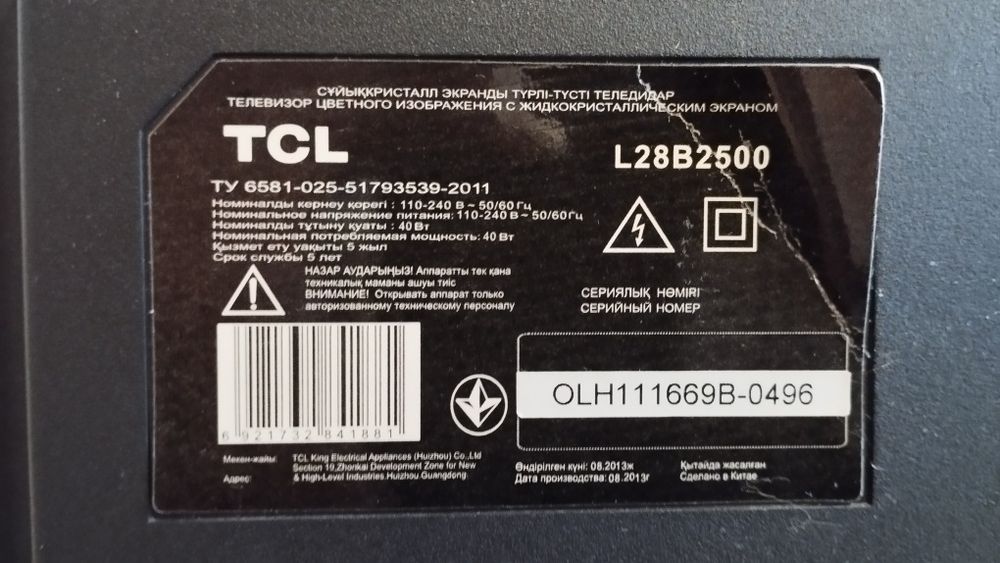 СҰЙЫҚКРИСТАЛЛ ЭКРАНДЫ ТҮРЛІ-ТҮСТІ ТЕЛЕДИДАР
ТЕЛЕВИЗОР ЦВЕТНОГО ИЗОБРАЖЕНИЯ С ЖИДКОКРИСТАЛЛИЧЕСКИМ ЭКРАНОМ
TCL
L28B2500
ТУ 6581-025-51793539-2011
Номиналды кернеу қорегі : 110-240 В ~ 50/60 Гц
Номинальное напряжение питания: 110-240 В ~ 50/60 Гц
Номиналды тұтыну қуаты : 40 Вт
Номинальная потребляемая мощность: 40 Вт
Қызмет ету уақыты 5 жыл
Срок службы 5 лет
НАЗАР АУДАРЫҢЫЗ! Аппаратты тек қана
техникалық маманы ашуы тиіс
ВНИМАНИЕ! Открывать аппарат только
авторизованному техническому персоналу
СЕРИЯЛЫҚ НӨМІРІ
СЕРИЙНЫЙ НОМЕР
OLH111669B-0496
6 921732 841881
Мекен-жайы: TCL King Electrical Appliances (Huizhou) Co.,Ltd
Section 19,Zhonkai Development Zone for New
Адрес: & High-Level Industries.Huizhou Guangdong
Өндірілген күні: 08.2013ж
Дата производства: 08.2013г
Қытайда жасалған
Сделано в Китае